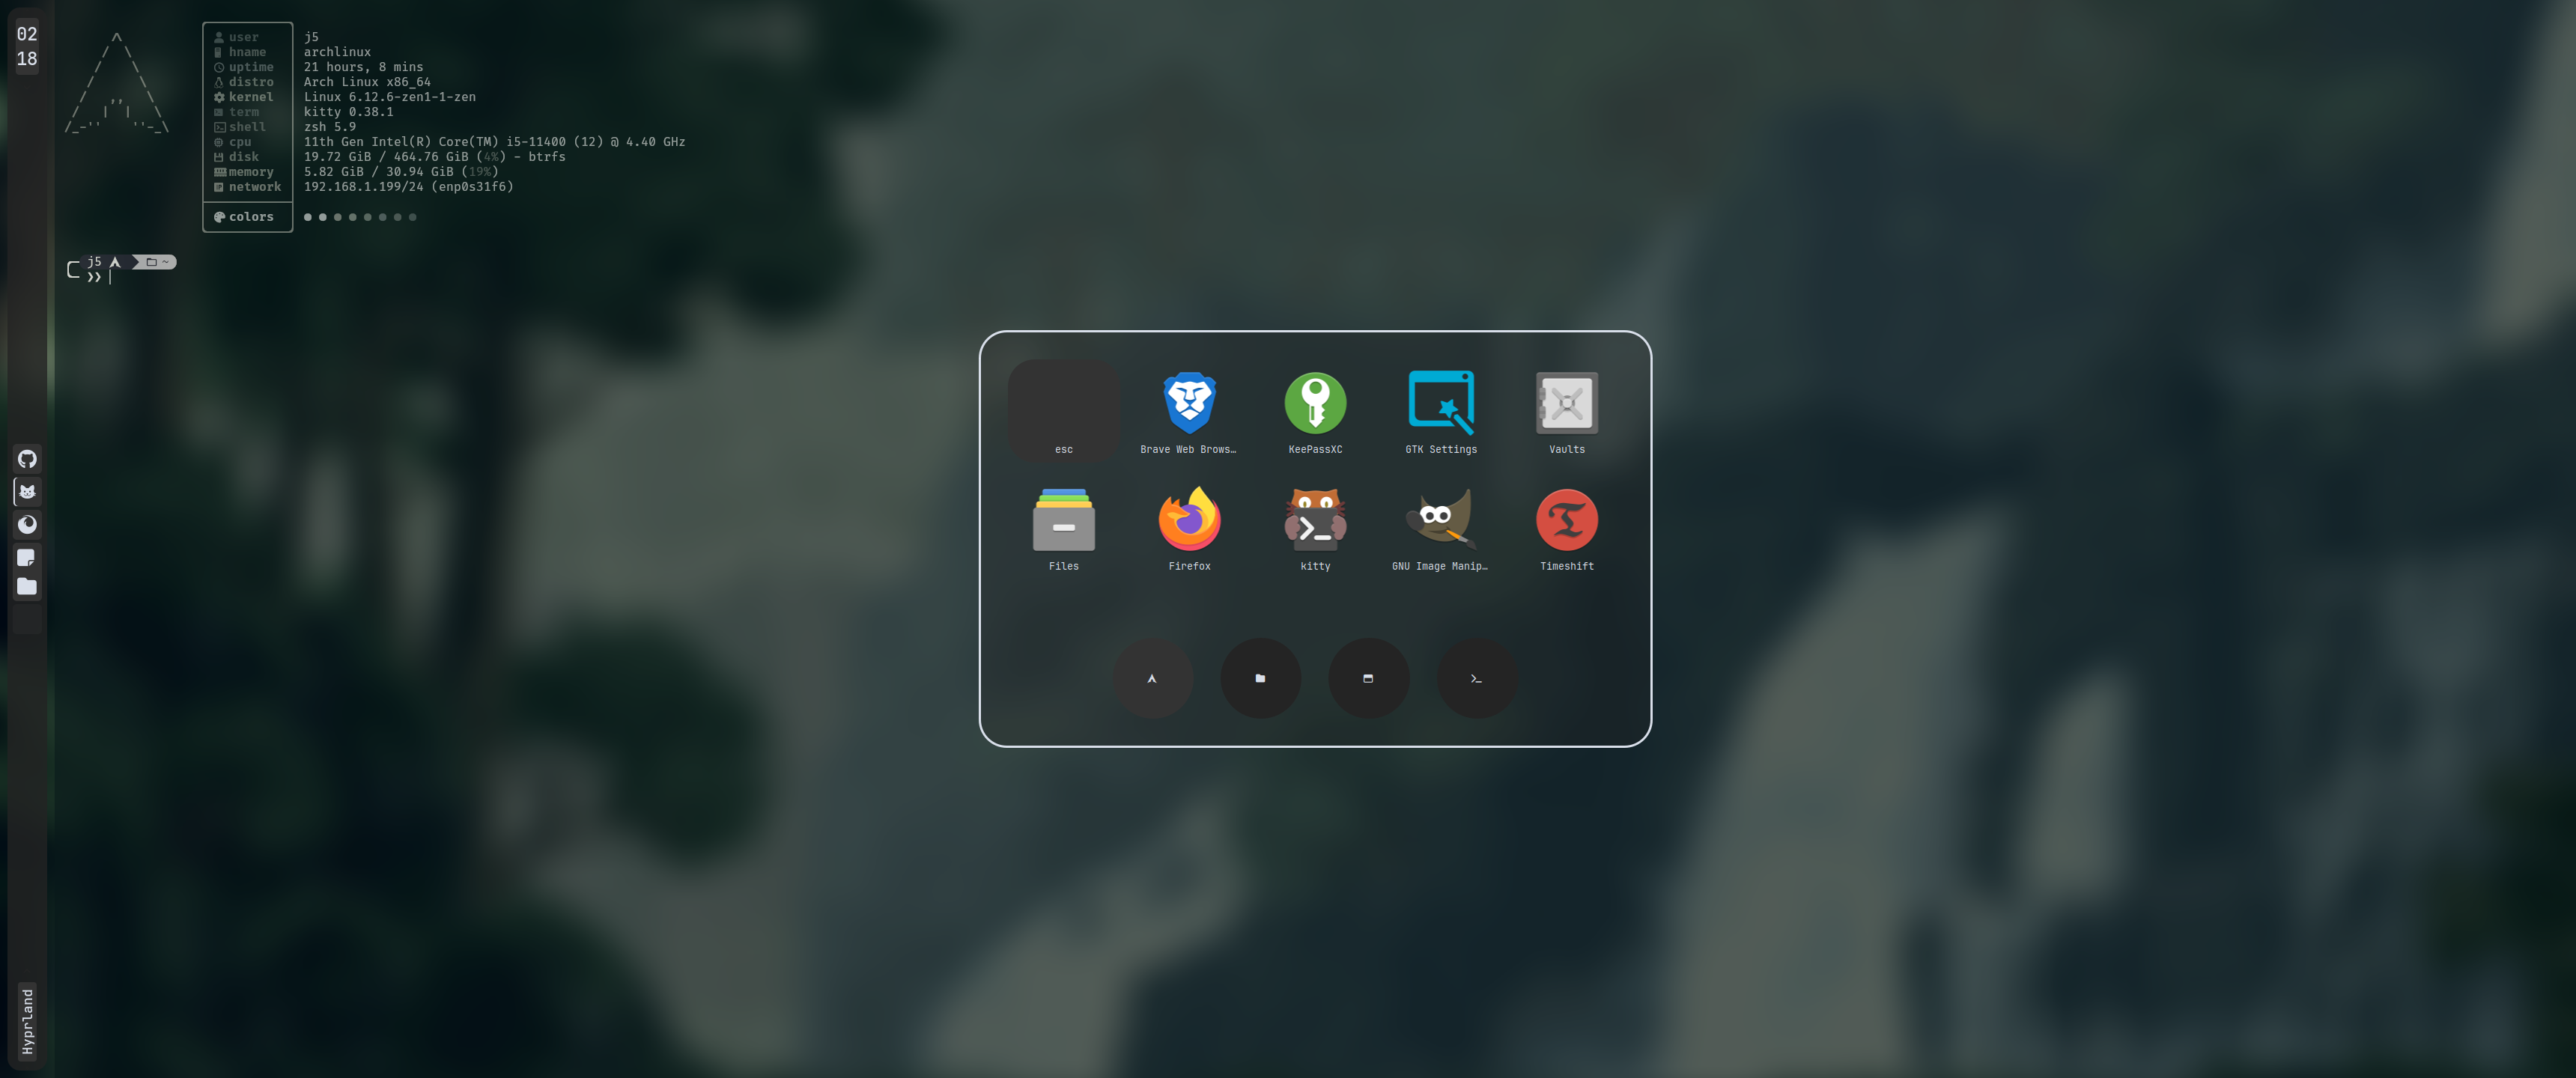 02
18
user j5
hname archlinux
uptime 21 hours, 8 mins
distro Arch Linux x86_64
kernel Linux 6.12.6-zen1-1-zen
term kitty 0.38.1
shell zsh 5.9
cpu 11th Gen Intel(R) Core(TM) i5-11400 (12) @ 4.40 GHz
disk 19.72 GiB / 464.76 GiB (4%) - btrfs
memory 5.82 GiB / 30.94 GiB (19%)
network 192.168.1.199/24 (enp0s31f6)
colors
j5 ~
❯❯
esc
Brave Web Brows…
KeePassXC
GTK Settings
Vaults
Files
Firefox
kitty
GNU Image Manip…
Timeshift
Hyprland